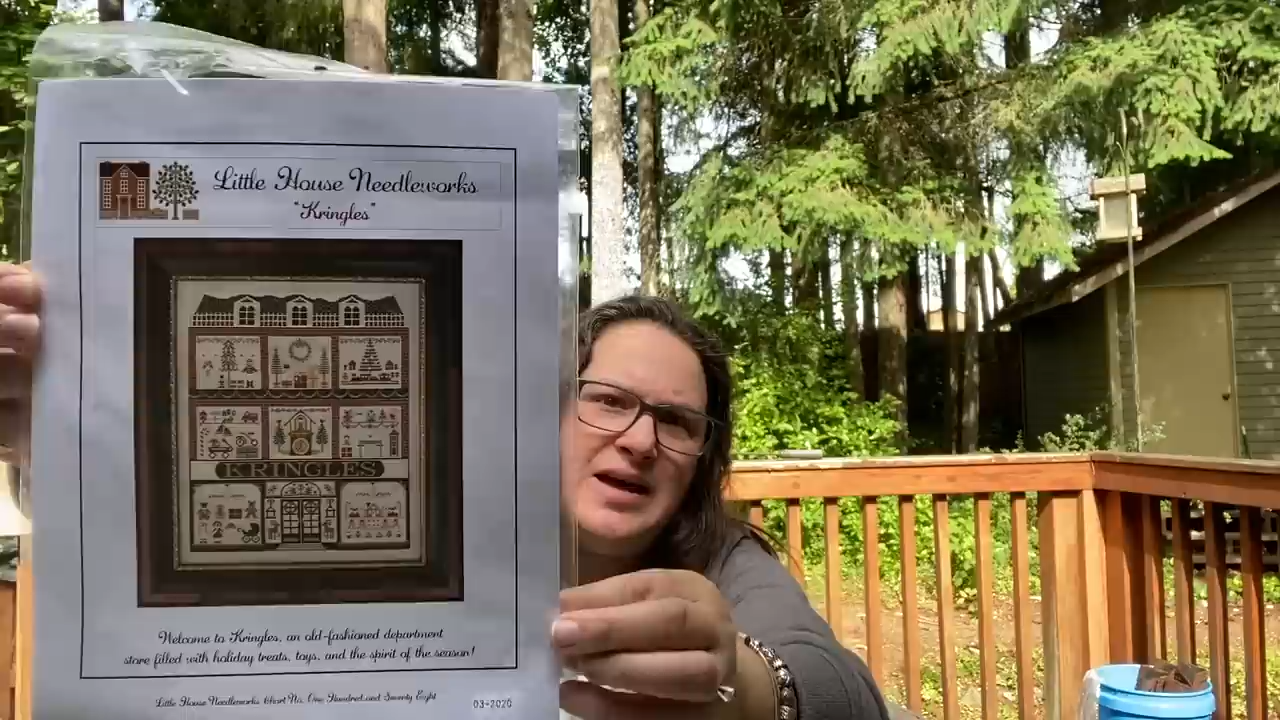 Little House Needleworks
"Kringles"
KRINGLES
Welcome to Kringles, an old-fashioned department
store filled with holiday treats, toys, and the spirit of the season!
Little House Needleworks Chart No. One Hundred and Seventy Eight
03-2020